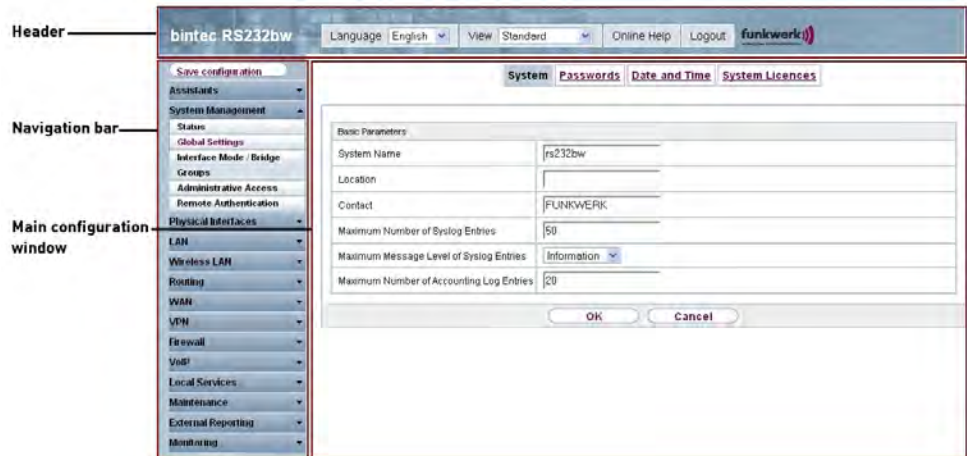 Header
bintec RS232bw
Language English View Standard Online Help Logout funkwerk
Navigation bar
Save configuration
Assistants
System Management
Status
Global Settings
Interface Mode / Bridge
Groups
Administrative Access
Remote Authentication
Physical Interfaces
LAN
Wireless LAN
Routing
WAN
VPN
Firewall
VoIP
Local Services
Maintenance
External Reporting
Monitoring
Main configuration
window
System Passwords Date and Time System Licences
Basic Parameters
System Name rs232bw
Location
Contact FUNKWERK
Maximum Number of Syslog Entries 50
Maximum Message Level of Syslog Entries Information
Maximum Number of Accounting Log Entries 20
OK Cancel